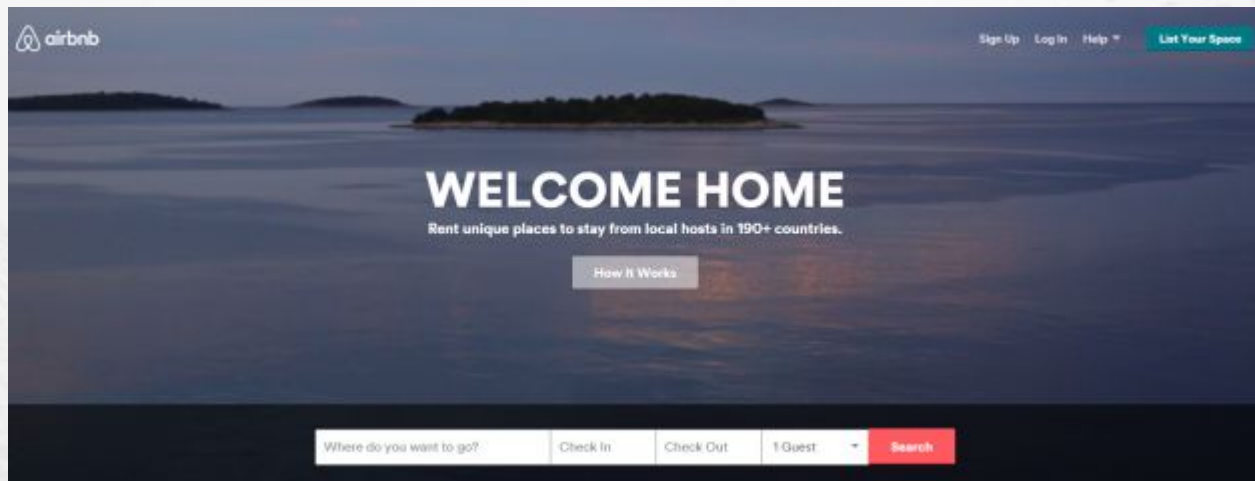 airbnb
Sign Up Log In Help List Your Space
WELCOME HOME
Rent unique places to stay from local hosts in 190+ countries.
How It Works
Where do you want to go? Check In Check Out 1 Guest Search